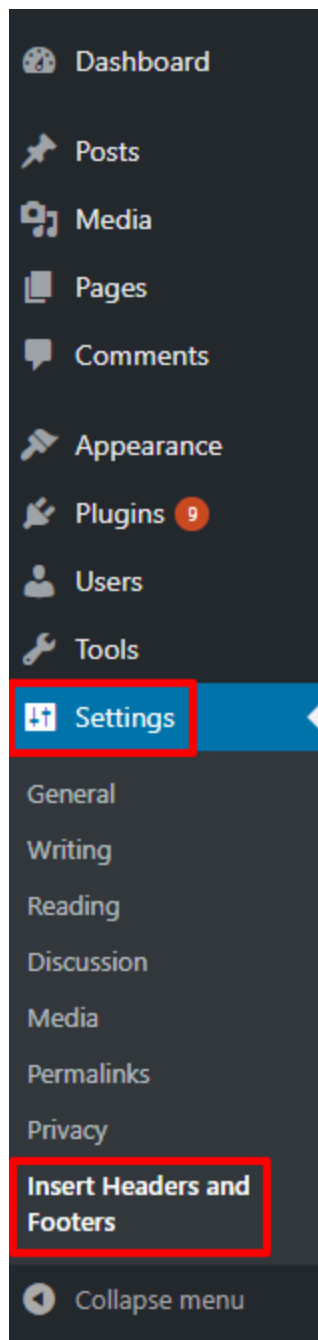 Dashboard
Posts
Media
Pages
Comments
Appearance
Plugins 9
Users
Tools
Settings
General
Writing
Reading
Discussion
Media
Permalinks
Privacy
Insert Headers and
Footers
Collapse menu